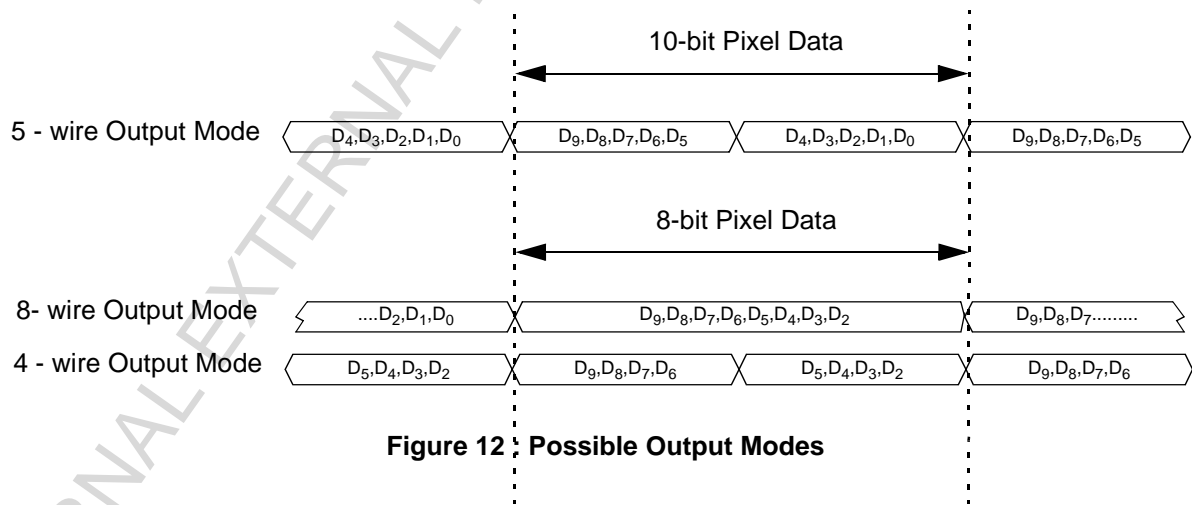 10-bit Pixel Data
5 - wire Output Mode D4,D3,D2,D1,D0 D9,D8,D7,D6,D5 D4,D3,D2,D1,D0 D9,D8,D7,D6,D5
8-bit Pixel Data
8- wire Output Mode ....D2,D1,D0 D9,D8,D7,D6,D5,D4,D3,D2 D9,D8,D7.........
4 - wire Output Mode D5,D4,D3,D2 D9,D8,D7,D6 D5,D4,D3,D2 D9,D8,D7,D6
Figure 12 : Possible Output Modes
RNAL EXTERNAL